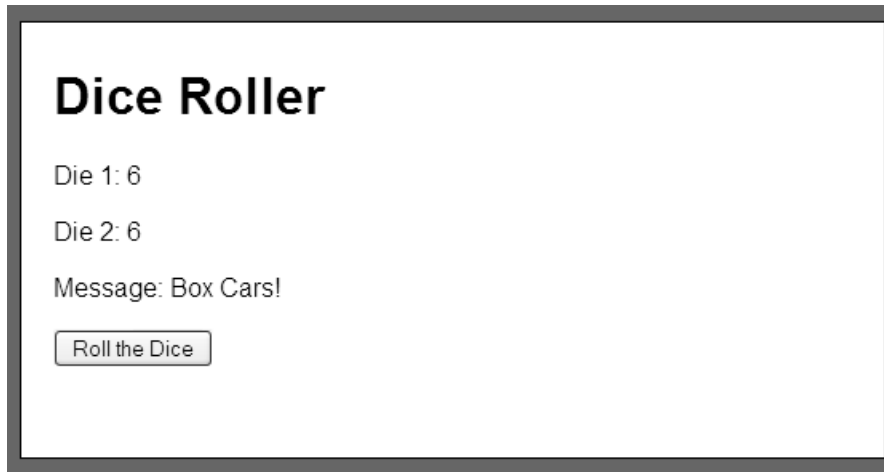 Dice Roller
Die 1: 6
Die 2: 6
Message: Box Cars!
Roll the Dice